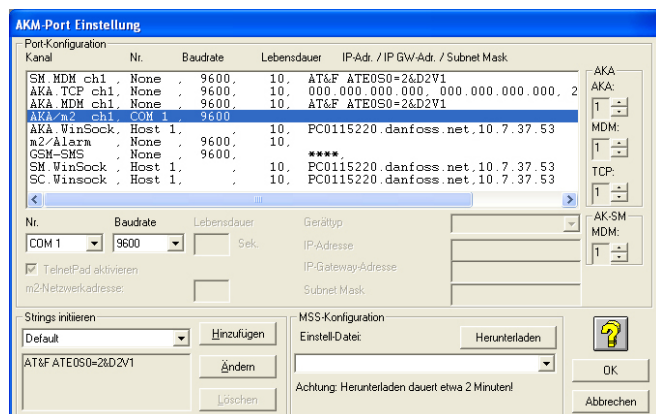 AKM-Port Einstellung
Port-Konfiguration
Kanal Nr. Baudrate Lebensdauer IP-Adr. / IP GW-Adr. / Subnet Mask
SM.MDM ch1 , None , 9600, 10, AT&F ATE0S0=2&D2V1
AKA.TCP ch1, None , 9600, 10, 000.000.000.000, 000.000.000.000, 2
AKA.MDM ch1, None , 9600, 10, AT&F ATE0S0=2&D2V1
AKA/m2 ch1, COM 1 , 9600
AKA.WinSock, Host 1, , 10, PC0115220.danfoss.net,10.7.37.53
m2/Alarm , None , 9600, 10,
GSM-SMS , None , 9600, ****,
SM.WinSock , Host 1, , 10, PC0115220.danfoss.net,10.7.37.53
SC.Winsock , Host 1, , 10, PC0115220.danfoss.net,10.7.37.53
AKA
AKA:
1
MDM:
1
TCP:
1
AK-SM
MDM:
1
Nr. Baudrate Lebensdauer Gerättyp
COM 1 9600 Sek. IP-Adresse
TelnetPad aktivieren IP-Gateway-Adresse
m2-Netzwerkadresse: Subnet Mask
Strings initiieren
Default
Hinzufügen
AT&F ATE0S0=2&D2V1
Ändern
Löschen
MSS-Konfiguration
Einstell-Datei:
Herunterladen
Achtung: Herunterladen dauert etwa 2 Minuten!
?
OK
Abbrechen